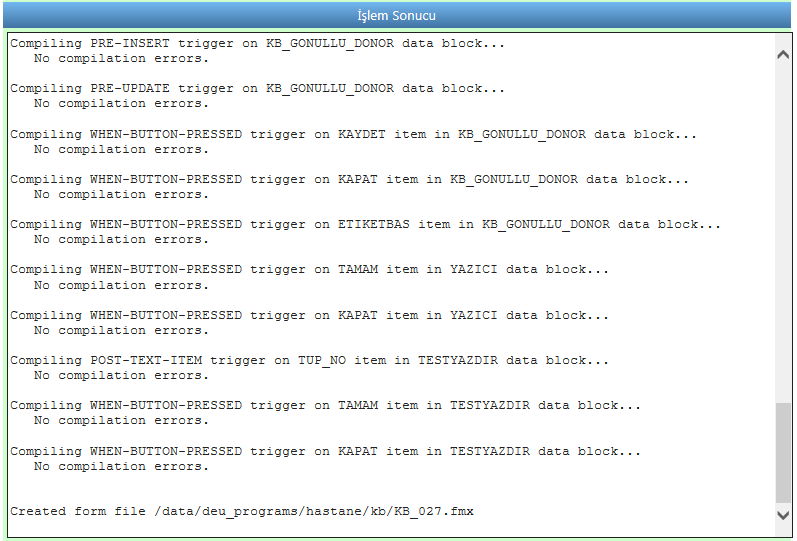 İşlem Sonucu
Compiling PRE-INSERT trigger on KB_GONULLU_DONOR data block...
No compilation errors.
Compiling PRE-UPDATE trigger on KB_GONULLU_DONOR data block...
No compilation errors.
Compiling WHEN-BUTTON-PRESSED trigger on KAYDET item in KB_GONULLU_DONOR data block...
No compilation errors.
Compiling WHEN-BUTTON-PRESSED trigger on KAPAT item in KB_GONULLU_DONOR data block...
No compilation errors.
Compiling WHEN-BUTTON-PRESSED trigger on ETIKETBAS item in KB_GONULLU_DONOR data block...
No compilation errors.
Compiling WHEN-BUTTON-PRESSED trigger on TAMAM item in YAZICI data block...
No compilation errors.
Compiling WHEN-BUTTON-PRESSED trigger on KAPAT item in YAZICI data block...
No compilation errors.
Compiling POST-TEXT-ITEM trigger on TUP_NO item in TESTYAZDIR data block...
No compilation errors.
Compiling WHEN-BUTTON-PRESSED trigger on TAMAM item in TESTYAZDIR data block...
No compilation errors.
Compiling WHEN-BUTTON-PRESSED trigger on KAPAT item in TESTYAZDIR data block...
No compilation errors.
Created form file /data/deu_programs/hastane/kb/KB_027.fmx